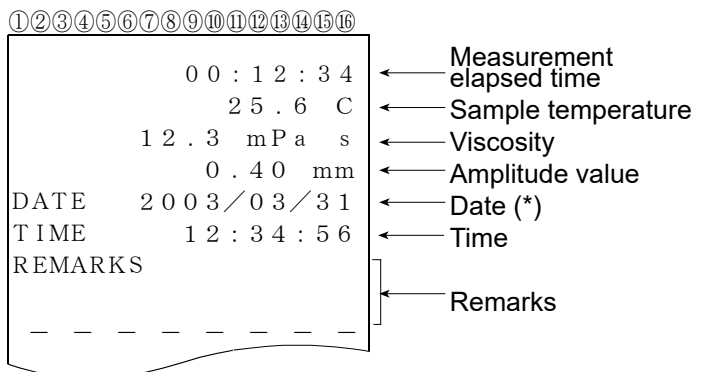 ①②③④⑤⑥⑦⑧⑨⑩⑪⑫⑬⑭⑮⑯
00:12:34
Measurement
elapsed time
25.6 C
Sample temperature
12.3 mPa s
Viscosity
0.40 mm
Amplitude value
DATE 2003/03/31
Date (*)
TIME 12:34:56
Time
REMARKS
Remarks
_ _ _ _ _ _ _ _